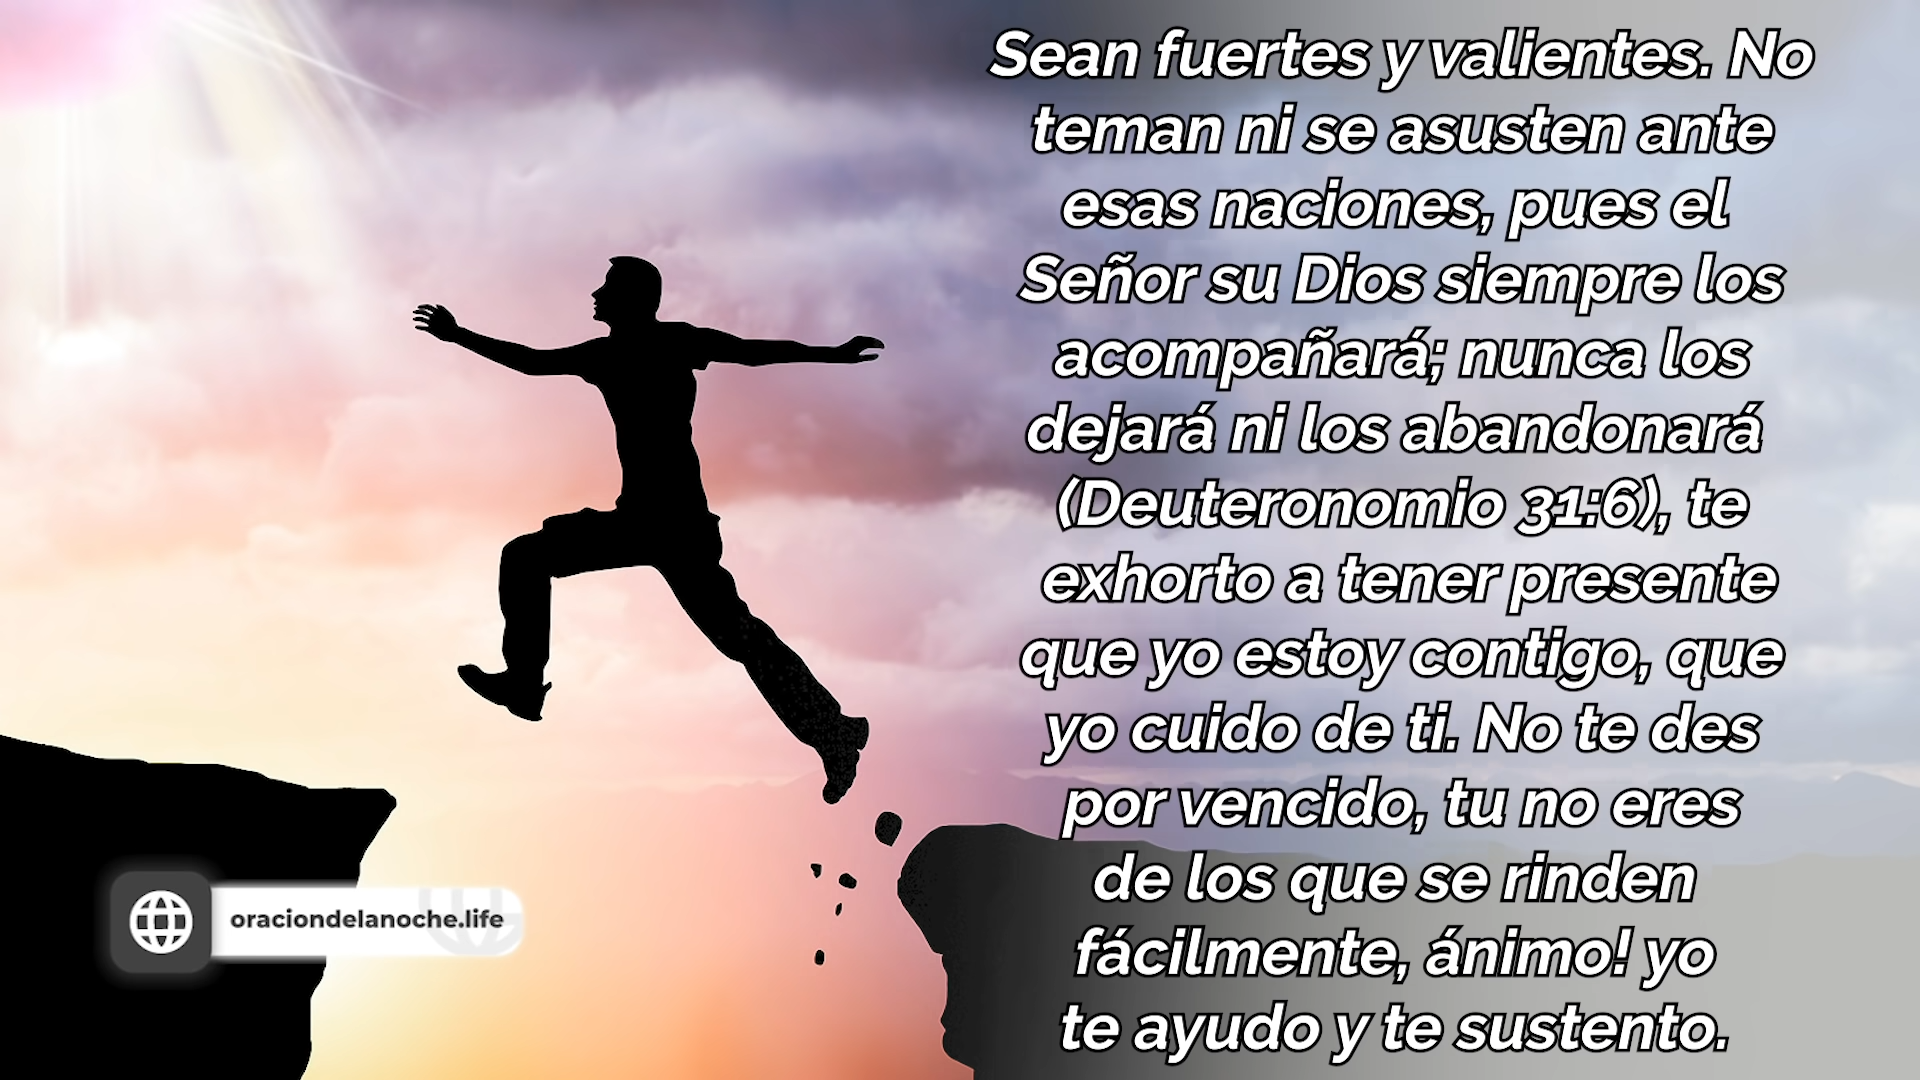 Sean fuertes y valientes. No
teman ni se asusten ante
esas naciones, pues el
Señor su Dios siempre los
acompañará; nunca los
dejará ni los abandonará
(Deuteronomio 31:6), te
exhorto a tener presente
que yo estoy contigo, que
yo cuido de ti. No te des
por vencido, tu no eres
de los que se rinden
fácilmente, ánimo! yo
te ayudo y te sustento.
oraciondelanoche.life